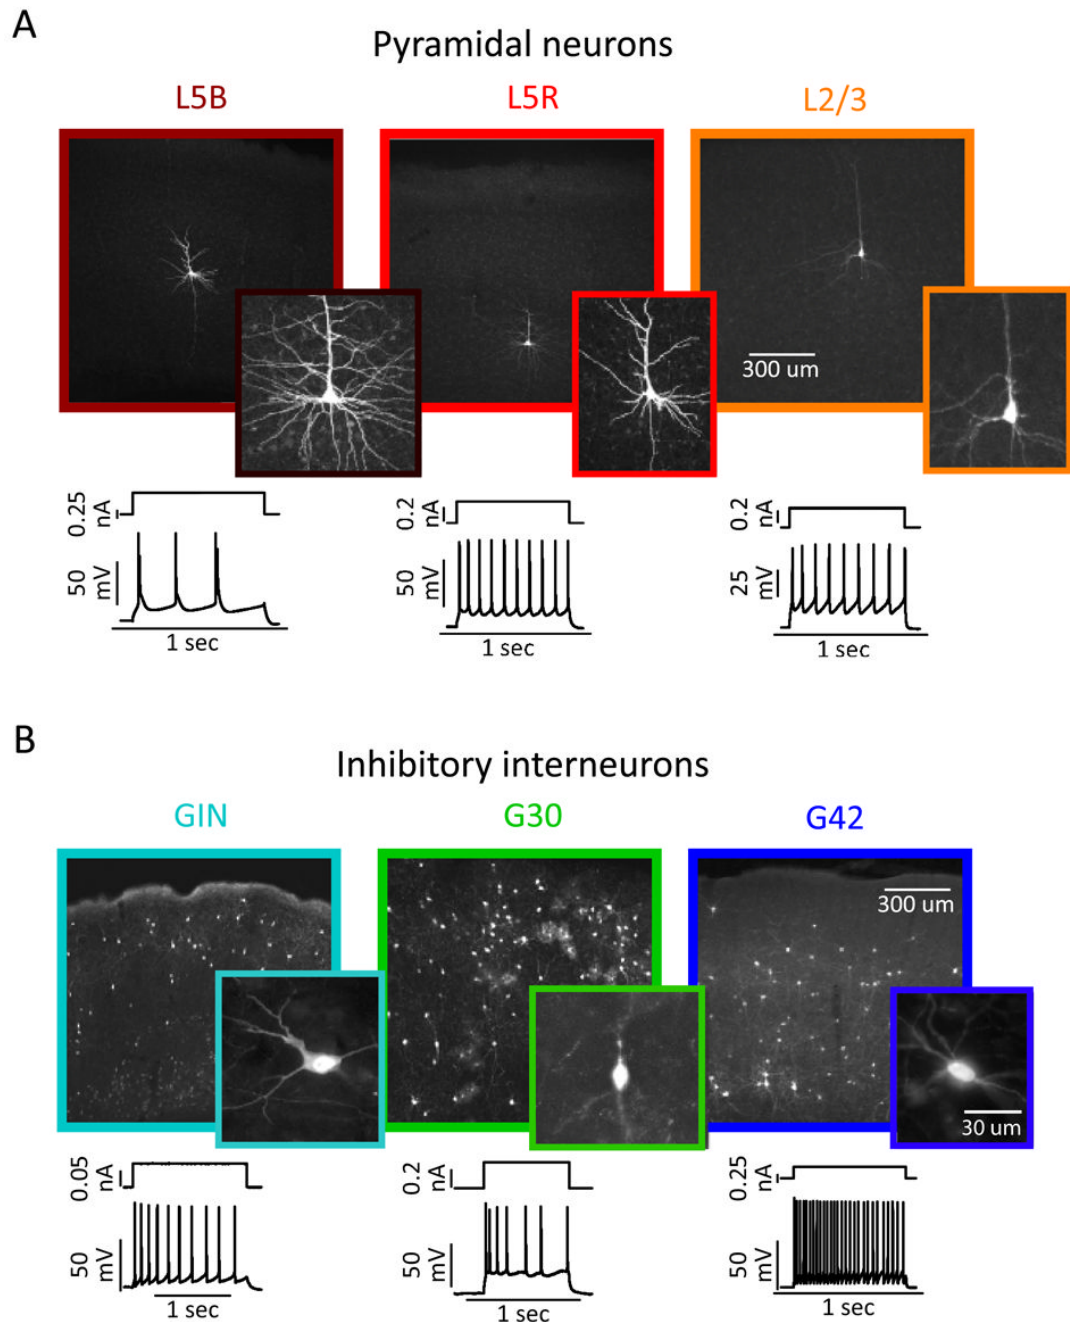 A
Pyramidal neurons
L5B
L5R
L2/3
300 um
0.25
nA
0.2
nA
0.2
nA
50
mV
50
mV
25
mV
1 sec
1 sec
1 sec
B
Inhibitory interneurons
GIN
G30
G42
300 um
30 um
0.05
nA
0.2
nA
0.25
nA
50
mV
50
mV
50
mV
1 sec
1 sec
1 sec